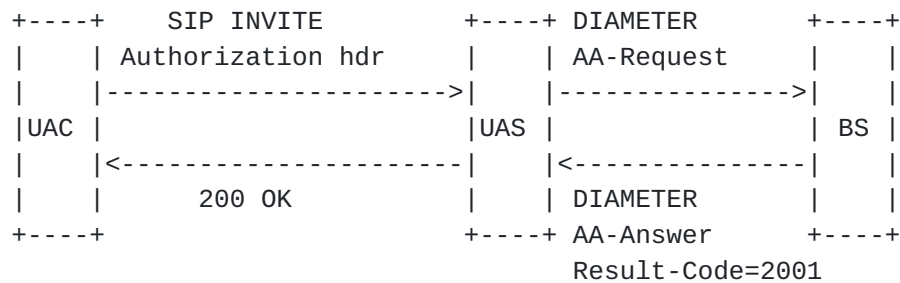 +----+    SIP INVITE         +----+ DIAMETER       +----+
|    | Authorization hdr     |    | AA-Request     |    |
|    |---------------------->|    |--------------->|    |
|UAC |                       |UAS |                | BS |
|    |<----------------------|    |<---------------|    |
|    |      200 OK           |    | DIAMETER       |    |
+----+                       +----+ AA-Answer      +----+
                                    Result-Code=2001